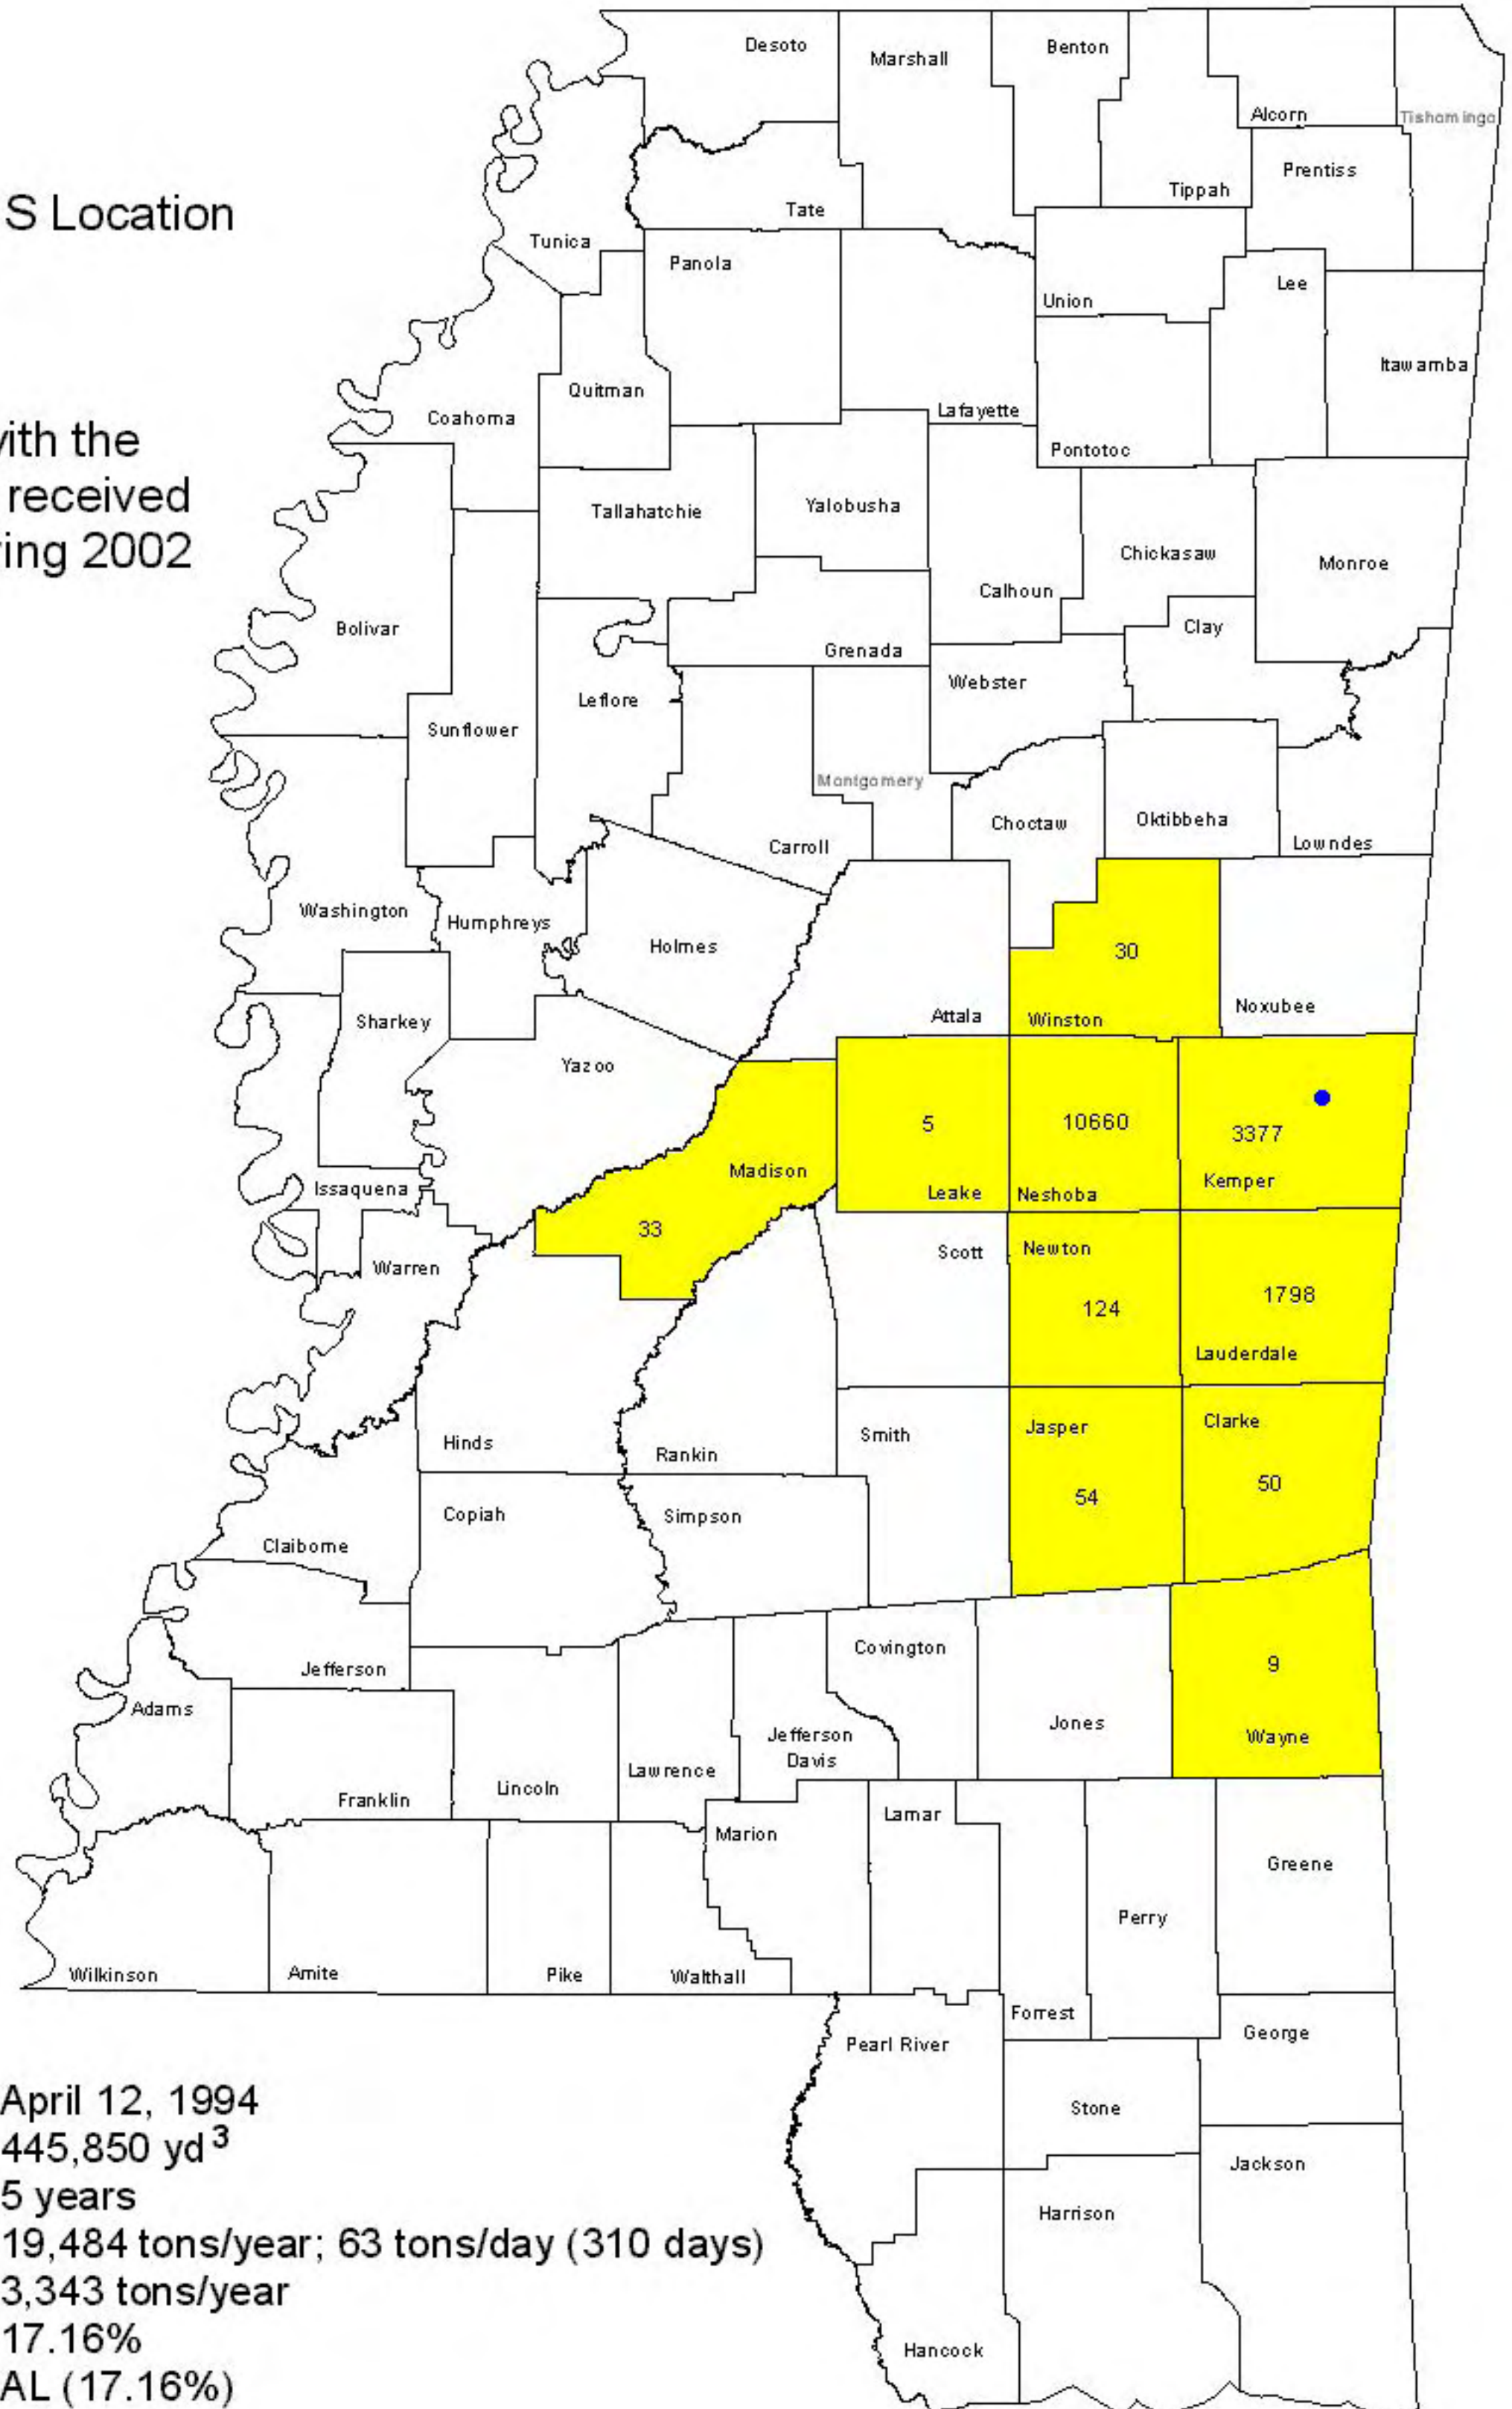 Desoto
Marshall
Benton
Alcorn
Tishomingo
Prentiss
Tippah
S Location
Tate
Tunica
Panola
Union
Lee
Itawamba
Quitman
Coahoma
Lafayette
Pontotoc
with the
received
ring 2002
Tallahatchie
Yalobusha
Chickasaw
Monroe
Calhoun
Bolivar
Clay
Grenada
Webster
Leflore
Sunflower
Montgomery
Choctaw
Oktibbeha
Lowndes
Carroll
Washington
Humphreys
Holmes
30
Attala
Winston
Noxubee
Sharkey
Yazoo
5
10660
3377
Madison
Leake
Neshoba
Kemper
Issaquena
33
Scott
Newton
Warren
124
1798
Lauderdale
Hinds
Rankin
Smith
Jasper
Clarke
54
50
Copiah
Simpson
Claiborne
Covington
9
Jefferson
Adams
Jefferson
Davis
Jones
Wayne
Lawrence
Lincoln
Franklin
Marion
Lamar
Greene
Perry
Wilkinson
Amite
Pike
Walthall
Forrest
George
Pearl River
Stone
Jackson
Harrison
Hancock
April 12, 1994
445,850 yd³
5 years
19,484 tons/year; 63 tons/day (310 days)
3,343 tons/year
17.16%
AL (17.16%)